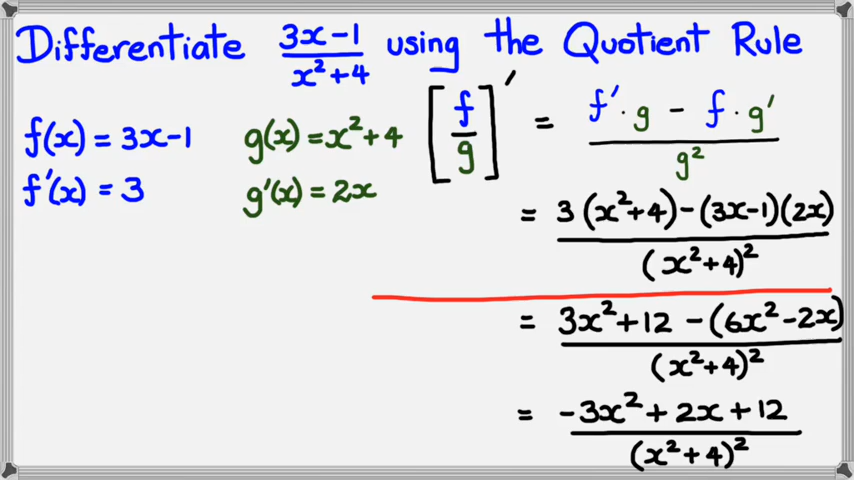 Differentiate (3x-1)/(x²+4) using the Quotient Rule
f(x) = 3x-1
g(x) = x²+4
f'(x) = 3
g'(x) = 2x
[f/g]' = (f'·g - f·g')/g²
= (3(x²+4)-(3x-1)(2x))/(x²+4)²
= (3x²+12-(6x²-2x))/(x²+4)²
= (-3x²+2x+12)/(x²+4)²